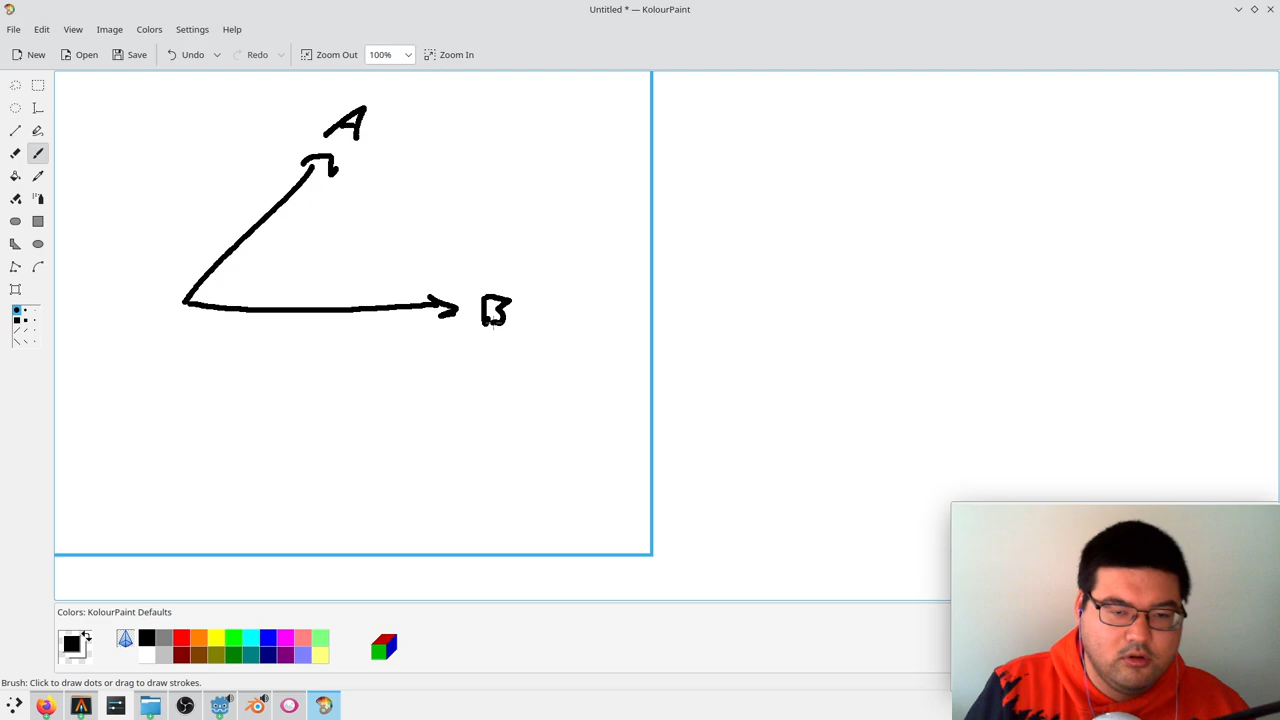 Untitled * — KolourPaint
File Edit View Image Colors Settings Help
New Open Save Undo Redo Zoom Out 100% Zoom In
A
B
Colors: KolourPaint Defaults
Brush: Click to draw dots or drag to draw strokes.